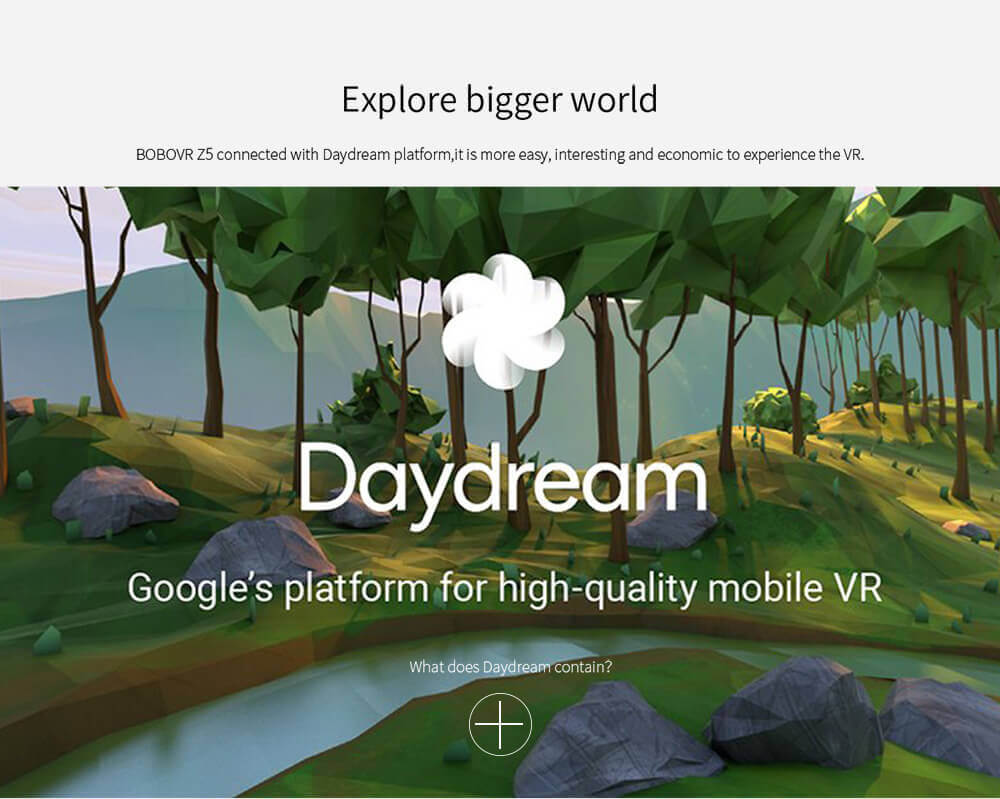 Explore bigger world
BOBOVR Z5 connected with Daydream platform,it is more easy, interesting and economic to experience the VR.
Daydream
Google’s platform for high-quality mobile VR
What does Daydream contain?